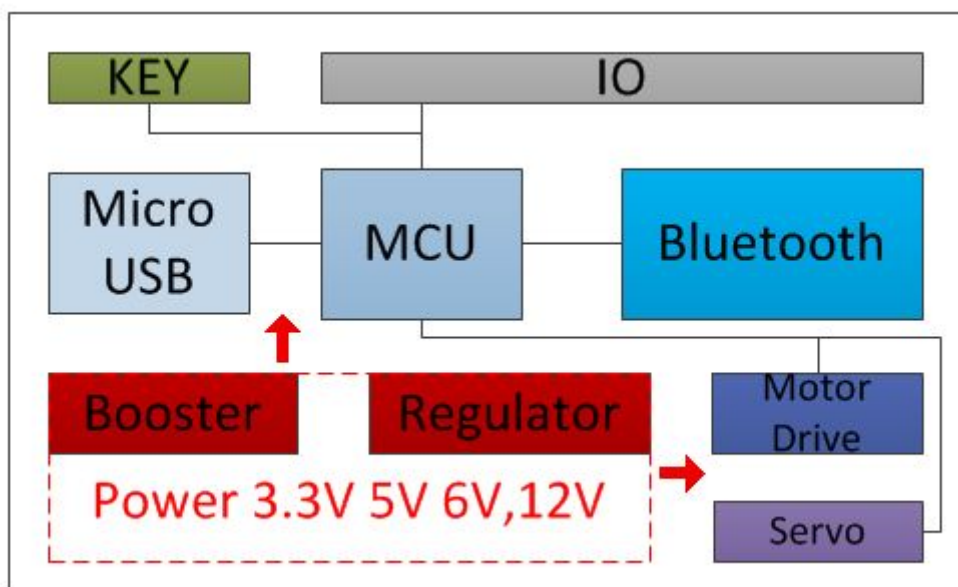 KEY
IO
Micro
USB
MCU
Bluetooth
Booster
Regulator
Power 3.3V 5V 6V,12V
Motor
Drive
Servo